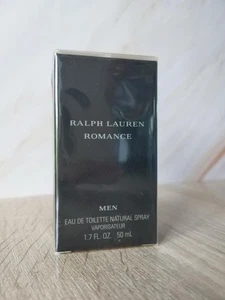 RALPH LAUREN
ROMANCE
MEN
EAU DE TOILETTE NATURAL SPRAY
VAPORISATEUR
1.7 FL. OZ. 50 mL